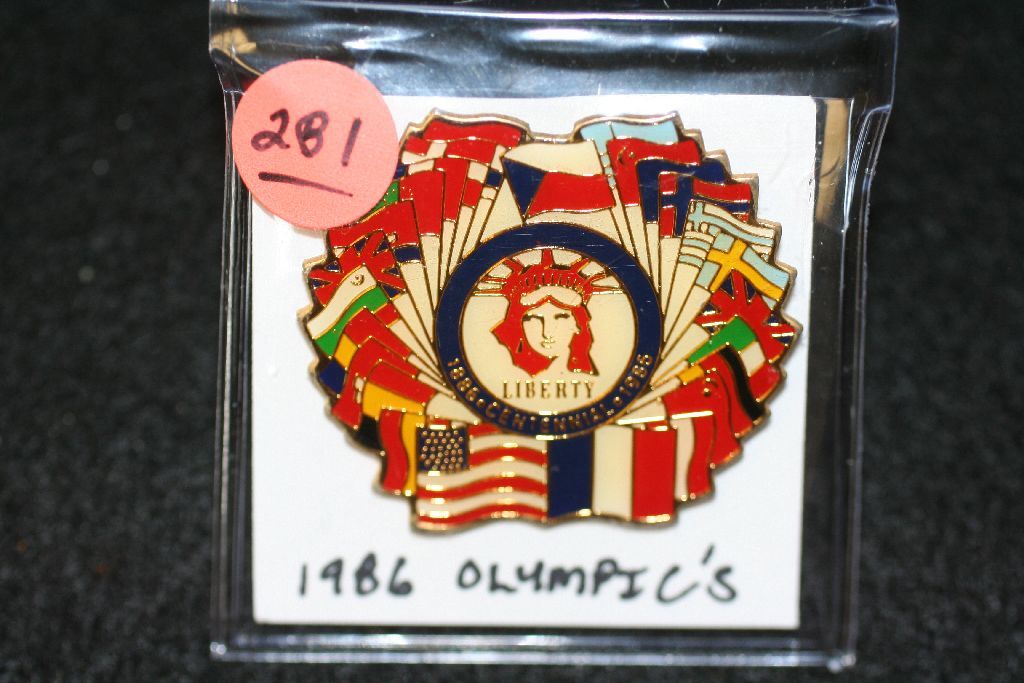 281
LIBERTY
1886 • CENTENNIAL • 1986
1986 OLYMPIC'S